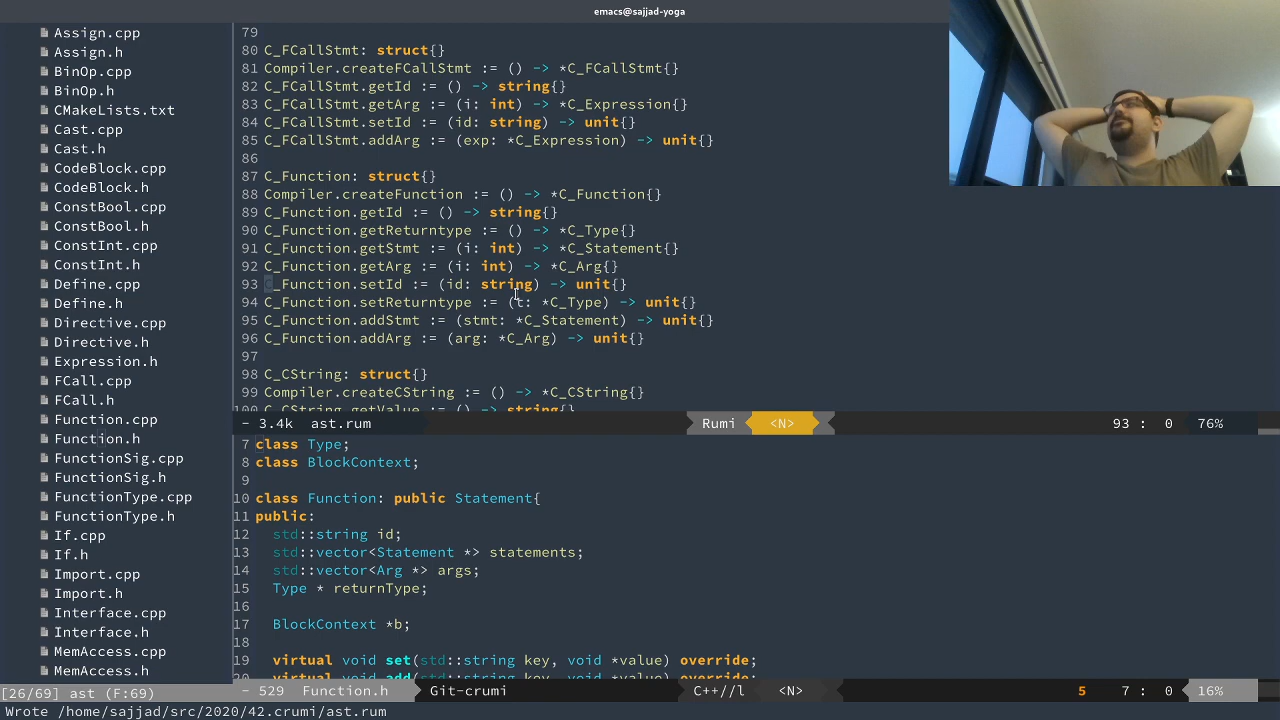 emacs@sajjad-yoga
Assign.cpp
Assign.h
BinOp.cpp
BinOp.h
CMakeLists.txt
Cast.cpp
Cast.h
CodeBlock.cpp
CodeBlock.h
ConstBool.cpp
ConstBool.h
ConstInt.cpp
ConstInt.h
Define.cpp
Define.h
Directive.cpp
Directive.h
Expression.h
FCall.cpp
FCall.h
Function.cpp
Function.h
FunctionSig.cpp
FunctionSig.h
FunctionType.cpp
FunctionType.h
If.cpp
If.h
Import.cpp
Import.h
Interface.cpp
Interface.h
MemAccess.cpp
MemAccess.h
[26/69] ast (F:69)
79
80 C_FCallStmt: struct{}
81 Compiler.createFCallStmt := () -> *C_FCallStmt{}
82 C_FCallStmt.getId := () -> string{}
83 C_FCallStmt.getArg := (i: int) -> *C_Expression{}
84 C_FCallStmt.setId := (id: string) -> unit{}
85 C_FCallStmt.addArg := (exp: *C_Expression) -> unit{}
86
87 C_Function: struct{}
88 Compiler.createFunction := () -> *C_Function{}
89 C_Function.getId := () -> string{}
90 C_Function.getReturntype := () -> *C_Type{}
91 C_Function.getStmt := (i: int) -> *C_Statement{}
92 C_Function.getArg := (i: int) -> *C_Arg{}
93 C_Function.setId := (id: string) -> unit{}
94 C_Function.setReturntype := (t: *C_Type) -> unit{}
95 C_Function.addStmt := (stmt: *C_Statement) -> unit{}
96 C_Function.addArg := (arg: *C_Arg) -> unit{}
97
98 C_CString: struct{}
99 Compiler.createCString := () -> *C_CString{}
100 C_CString.getValue := () -> string{}
- 3.4k ast.rum Rumi <N> 93 : 0 76%
7 class Type;
8 class BlockContext;
9
10 class Function: public Statement{
11 public:
12 std::string id;
13 std::vector<Statement *> statements;
14 std::vector<Arg *> args;
15 Type * returnType;
16
17 BlockContext *b;
18
19 virtual void set(std::string key, void *value) override;
20 virtual void add(std::string key, void *value) override;
- 529 Function.h Git-crumi C++//l <N> 5 7 : 0 16%
Wrote /home/sajjad/src/2020/42.crumi/ast.rum